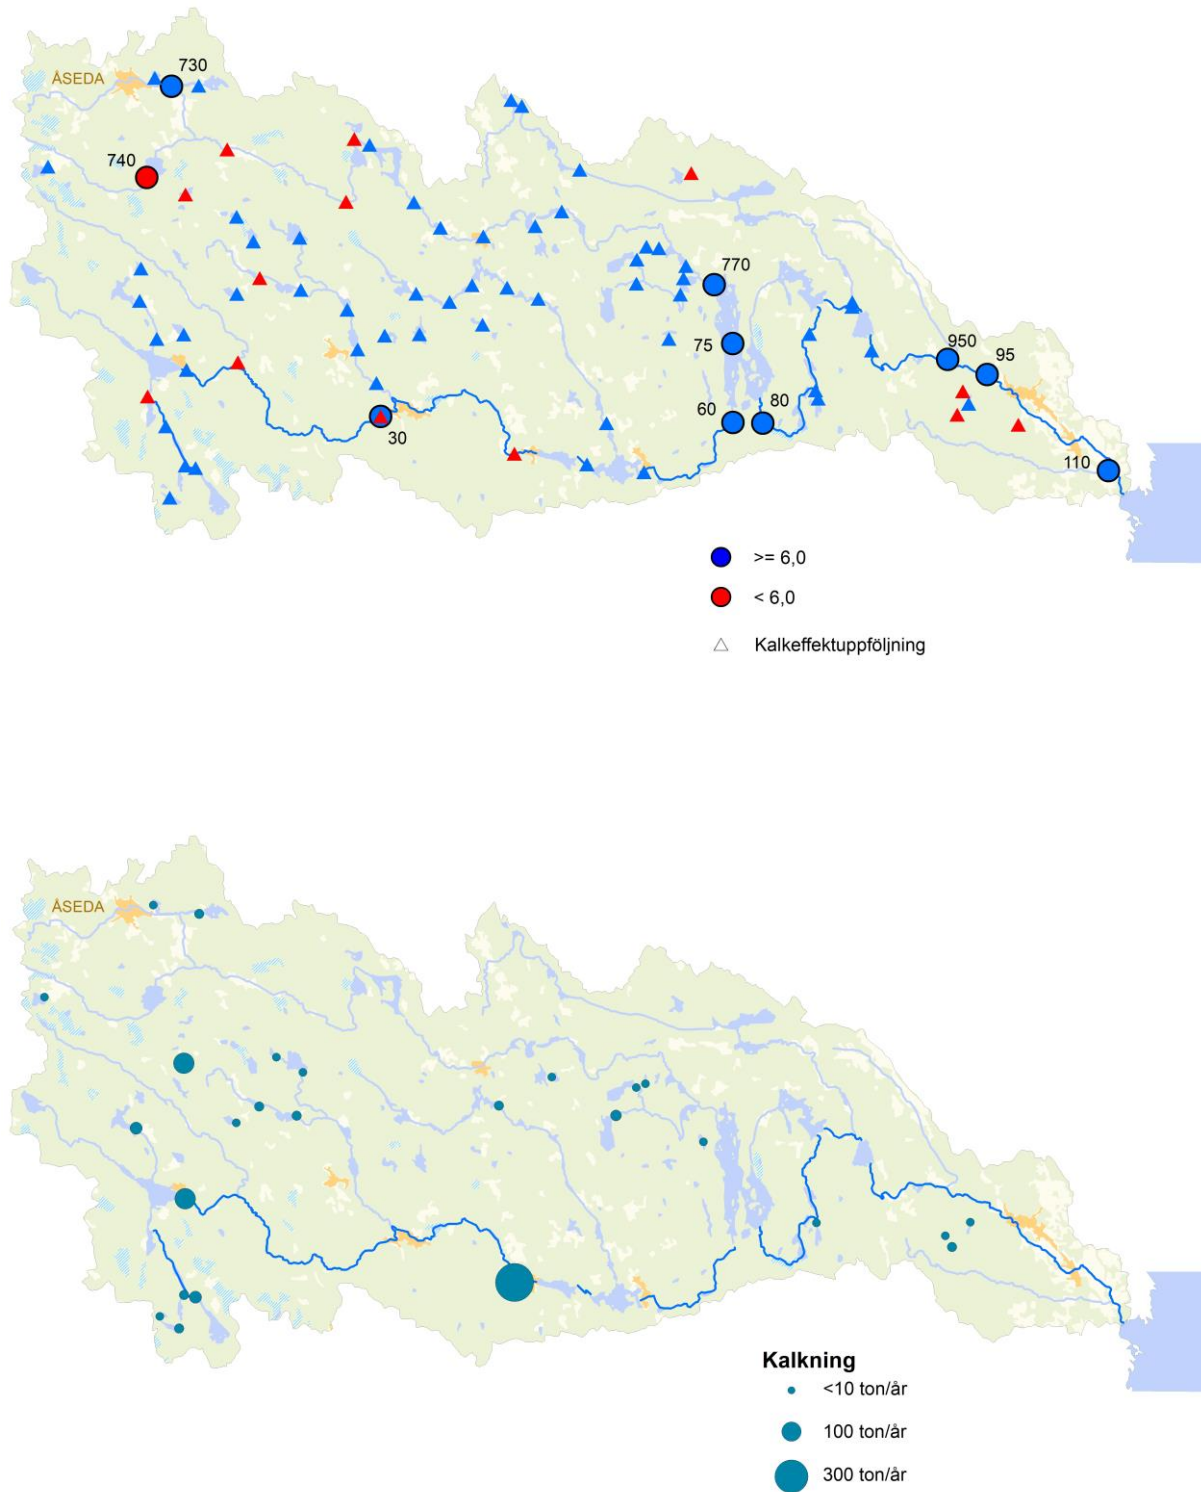 ÅSEDA
730
740
770
75
60
80
950
95
30
110
>= 6,0
< 6,0
Kalkeffektuppföljning
ÅSEDA
Kalkning
<10 ton/år
100 ton/år
300 ton/år